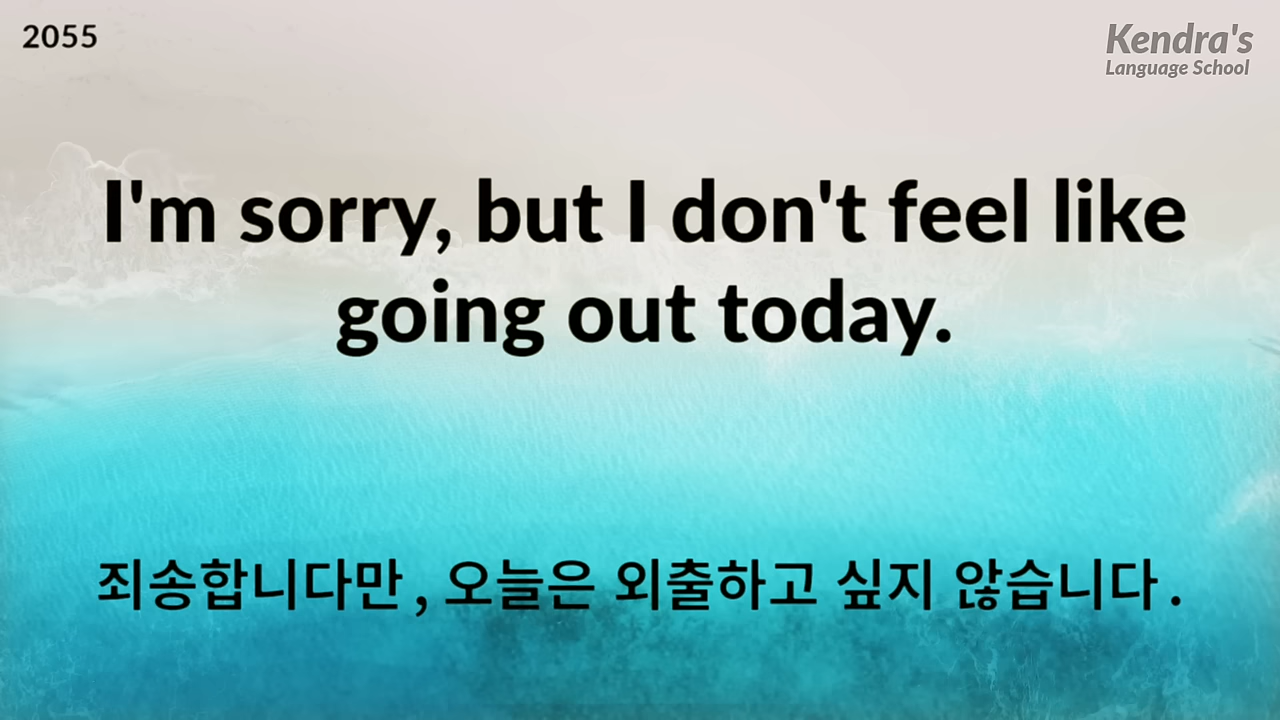 2055
Kendra's
Language School
I'm sorry, but I don't feel like
going out today.
죄송합니다만, 오늘은 외출하고 싶지 않습니다.